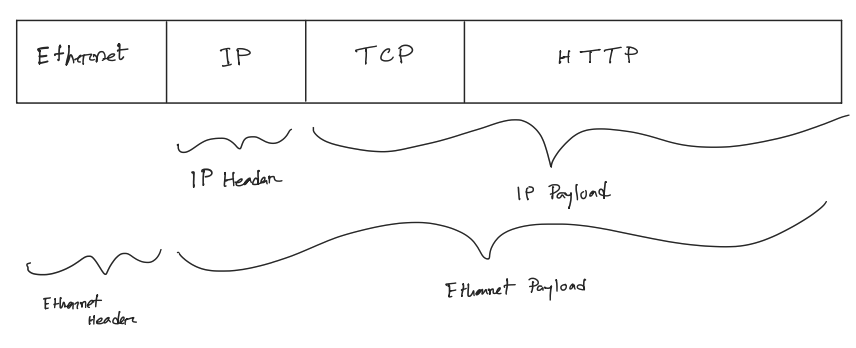 Ethernet IP TCP HTTP
IP Header IP Payload
Ethernet Header Ethernet Payload